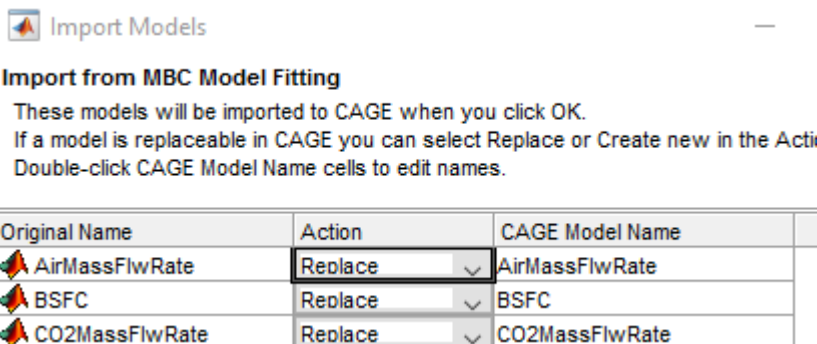 Import Models
Import from MBC Model Fitting
These models will be imported to CAGE when you click OK.
If a model is replaceable in CAGE you can select Replace or Create new in the
Double-click CAGE Model Name cells to edit names.
Original Name Action CAGE Model Name
AirMassFlwRate Replace AirMassFlwRate
BSFC Replace BSFC
CO2MassFlwRate Replace CO2MassFlwRate